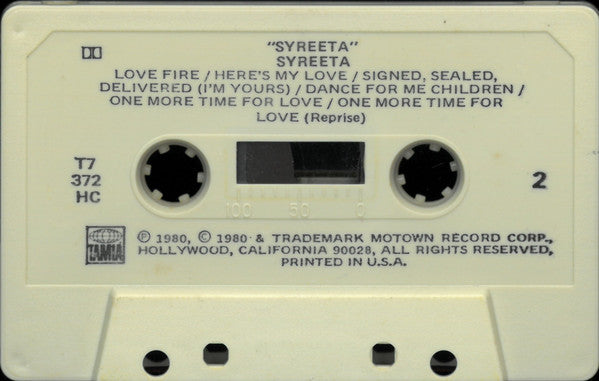 "SYREETA"
SYREETA
LOVE FIRE / HERE'S MY LOVE / SIGNED, SEALED,
DELIVERED (I'M YOURS) / DANCE FOR ME CHILDREN /
ONE MORE TIME FOR LOVE / ONE MORE TIME FOR
LOVE (Reprise)
T7
372
HC
2
100 50 0
TAMLA
℗ 1980, © 1980 & TRADEMARK MOTOWN RECORD CORP.,
HOLLYWOOD, CALIFORNIA 90028, ALL RIGHTS RESERVED,
PRINTED IN U.S.A.